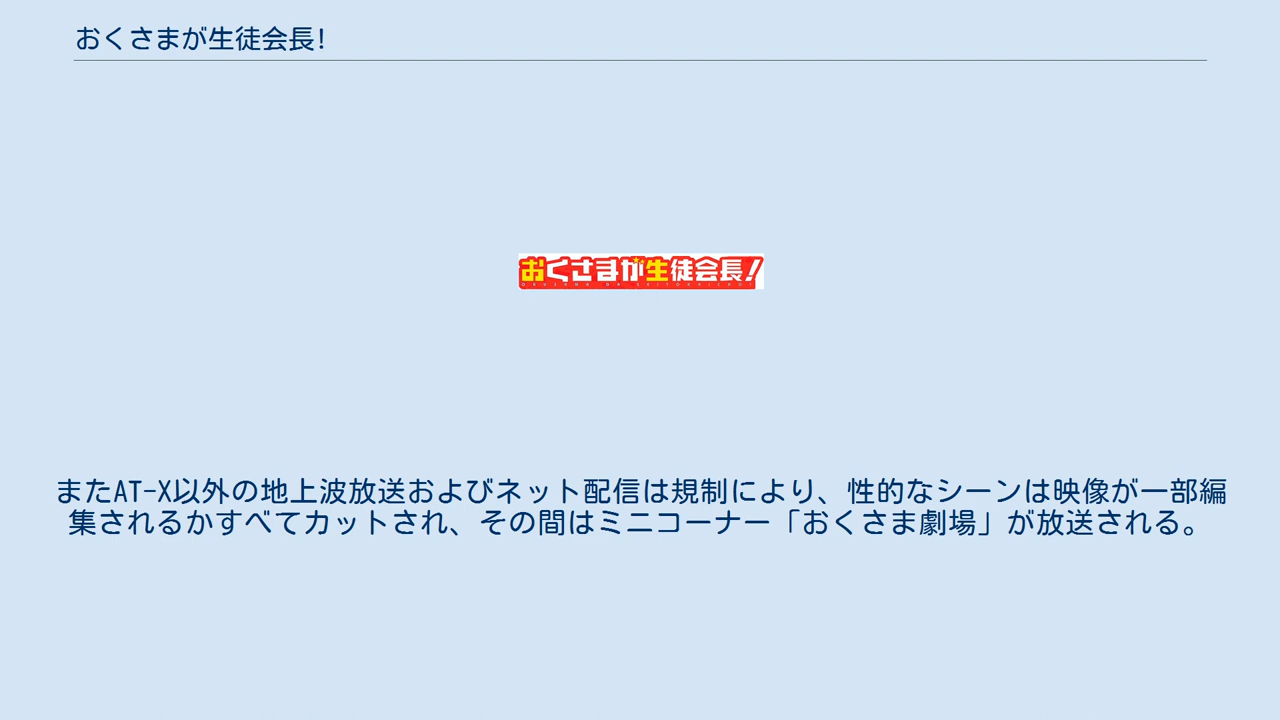 おくさまが生徒会長!
おくさまが生徒会長!
OKUSAMA GA SEITOKAICHO!
またAT-X以外の地上波放送およびネット配信は規制により、性的なシーンは映像が一部編
集されるかすべてカットされ、その間はミニコーナー「おくさま劇場」が放送される。